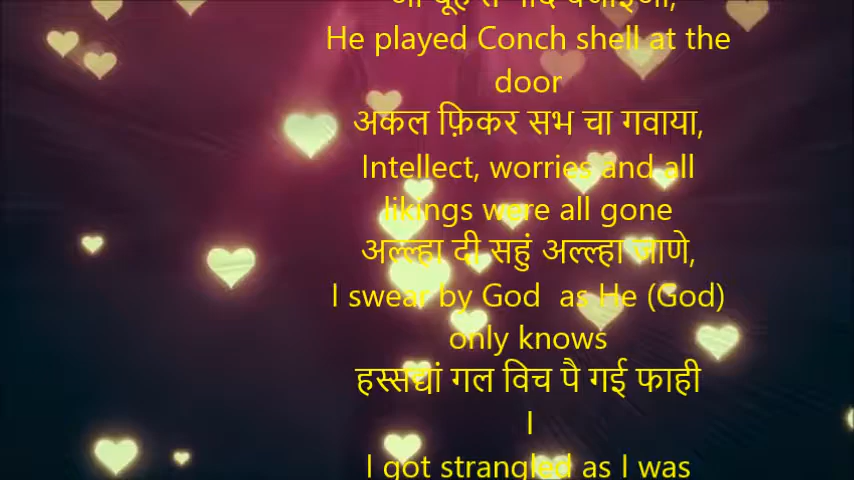 He played Conch shell at the
door
अकल फ़िकर सभ चा गवाया,
Intellect, worries and all
likings were all gone
अल्ल्हा दी सहुं अल्ल्हा जाणे,
I swear by God  as He (God)
only knows
हस्सद्यां गल विच पै गई फाही
I
I got strangled as I was